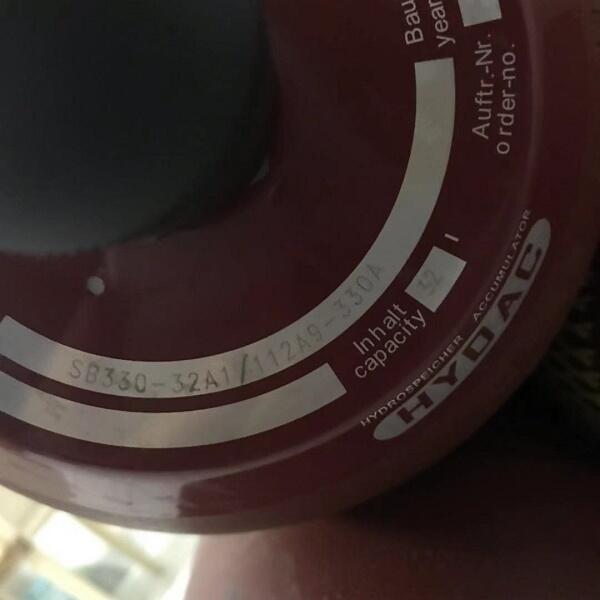 Bau
year
Auftr.-Nr.
order-no.
SB330-32A1/112A9-330A
Inhalt
capacity
32 l
HYDROSPEICHER ACCUMULATOR
HYDAC